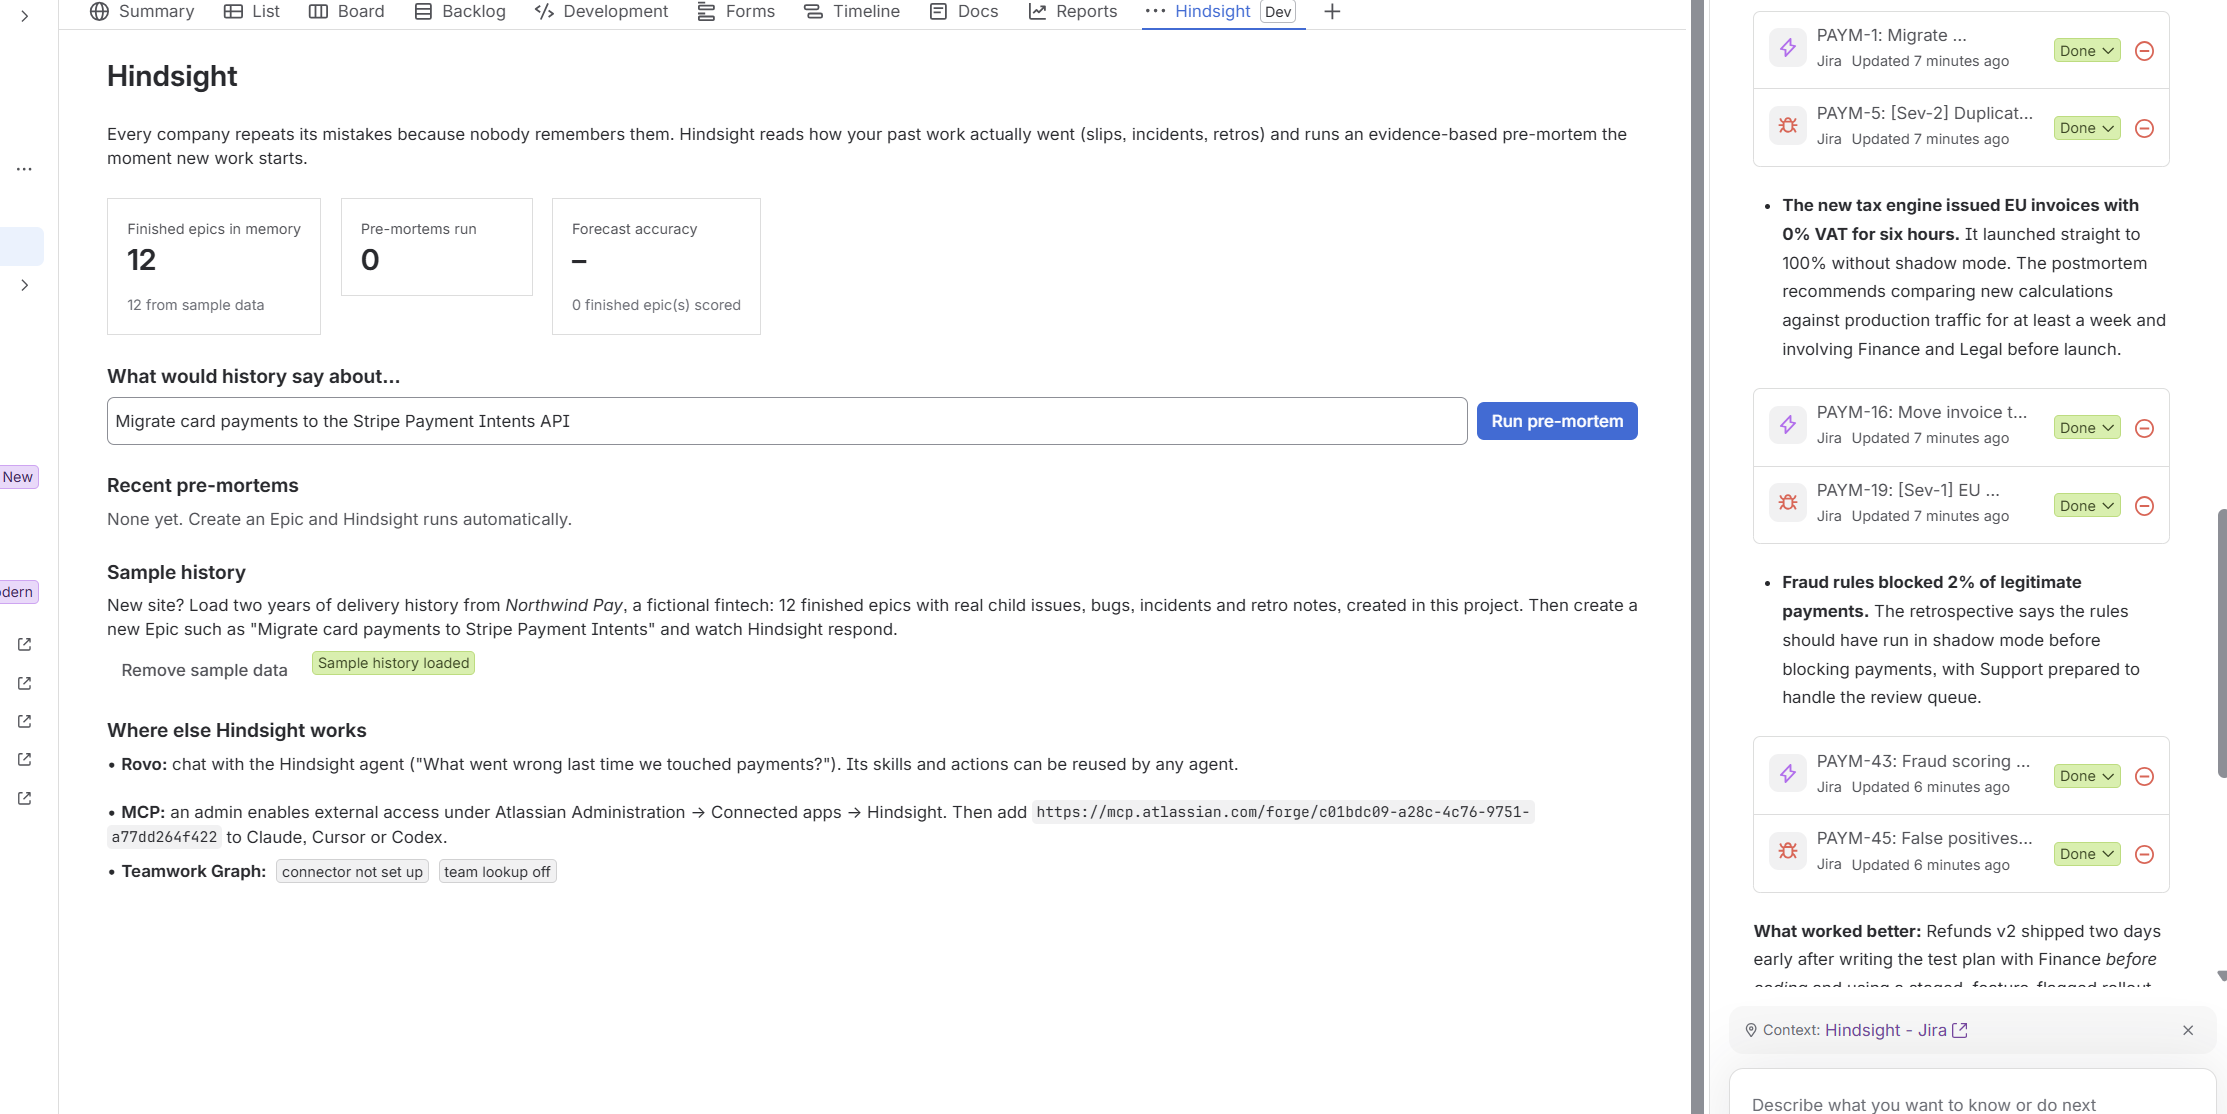 Summary
List
Board
Backlog
Development
Forms
Timeline
Docs
Reports
Hindsight
Dev
New
Hindsight
Every company repeats its mistakes because nobody remembers them. Hindsight reads how your past work actually went (slips, incidents, retros) and runs an evidence-based pre-mortem the
moment new work starts.
Finished epics in memory
12
12 from sample data
Pre-mortems run
0
Forecast accuracy
–
0 finished epic(s) scored
What would history say about...
Migrate card payments to the Stripe Payment Intents API
Run pre-mortem
Recent pre-mortems
None yet. Create an Epic and Hindsight runs automatically.
Sample history
New site? Load two years of delivery history from Northwind Pay, a fictional fintech: 12 finished epics with real child issues, bugs, incidents and retro notes, created in this project. Then create a
new Epic such as "Migrate card payments to Stripe Payment Intents" and watch Hindsight respond.
Remove sample data
Sample history loaded
Where else Hindsight works
• Rovo: chat with the Hindsight agent ("What went wrong last time we touched payments?"). Its skills and actions can be reused by any agent.
• MCP: an admin enables external access under Atlassian Administration → Connected apps → Hindsight. Then add https://mcp.atlassian.com/forge/c01bdc09-a28c-4c76-9751-
a77dd264f422 to Claude, Cursor or Codex.
• Teamwork Graph: connector not set up team lookup off
PAYM-1: Migrate ...
Jira Updated 7 minutes ago
Done
PAYM-5: [Sev-2] Duplicat...
Jira Updated 7 minutes ago
Done
• The new tax engine issued EU invoices with
0% VAT for six hours. It launched straight to
100% without shadow mode. The postmortem
recommends comparing new calculations
against production traffic for at least a week and
involving Finance and Legal before launch.
PAYM-16: Move invoice t...
Jira Updated 7 minutes ago
Done
PAYM-19: [Sev-1] EU ...
Jira Updated 7 minutes ago
Done
• Fraud rules blocked 2% of legitimate
payments. The retrospective says the rules
should have run in shadow mode before
blocking payments, with Support prepared to
handle the review queue.
PAYM-43: Fraud scoring ...
Jira Updated 6 minutes ago
Done
PAYM-45: False positives...
Jira Updated 6 minutes ago
Done
What worked better: Refunds v2 shipped two days
early after writing the test plan with Finance before
coding and using a staged, feature-flagged rollout
Context: Hindsight - Jira
Describe what you want to know or do next